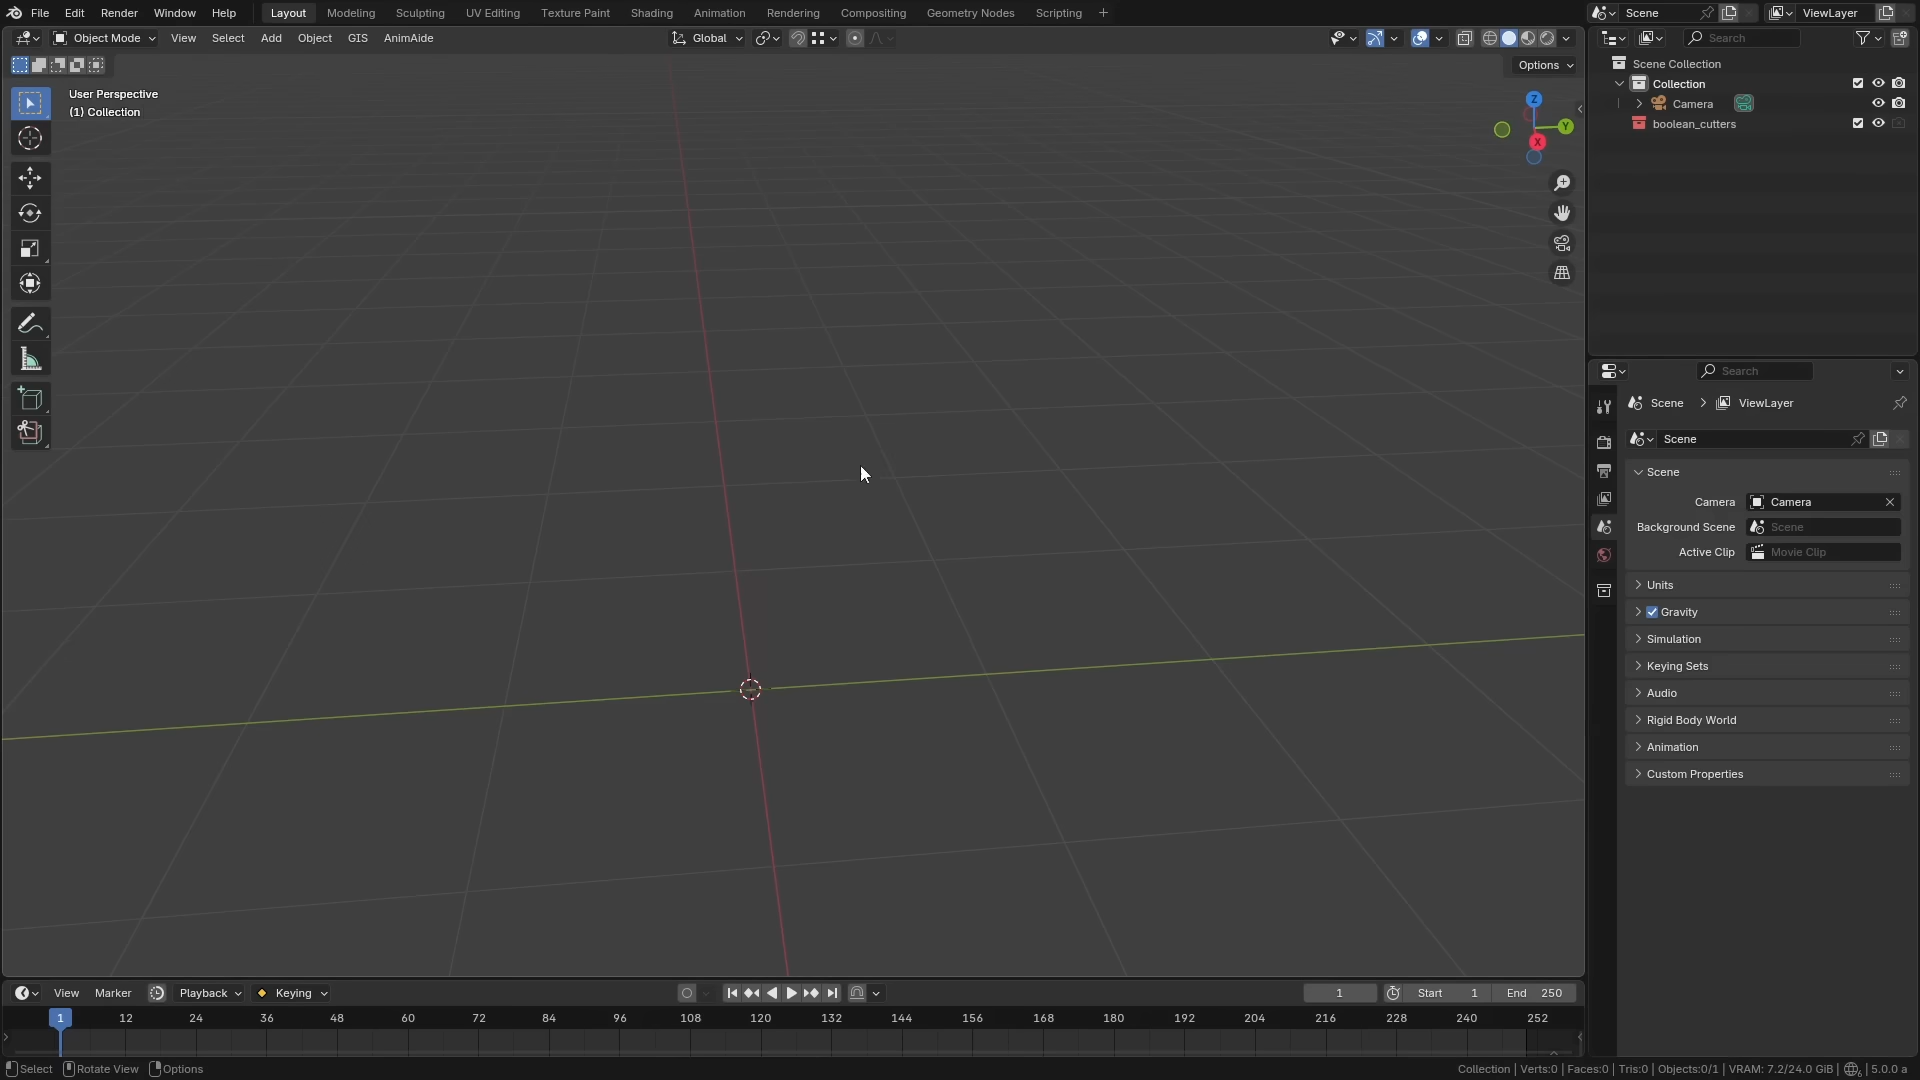 File Edit Render Window Help Layout Modeling Sculpting UV Editing Texture Paint Shading Animation Rendering Compositing Geometry Nodes Scripting + Scene ViewLayer
Object Mode View Select Add Object GIS AnimAide Global Search
Options
User Perspective
(1) Collection
Z
Y
X
Scene Collection
Collection
Camera
boolean_cutters
Search
Scene > ViewLayer
Scene
Scene
Camera Camera
Background Scene Scene
Active Clip Movie Clip
Units
Gravity
Simulation
Keying Sets
Audio
Rigid Body World
Animation
Custom Properties
View Marker Playback Keying 1 Start 1 End 250
1 12 24 36 48 60 72 84 96 108 120 132 144 156 168 180 192 204 216 228 240 252
Select Rotate View Options Collection | Verts:0 | Faces:0 | Tris:0 | Objects:0/1 | VRAM: 7.2/24.0 GiB | 5.0.0 a